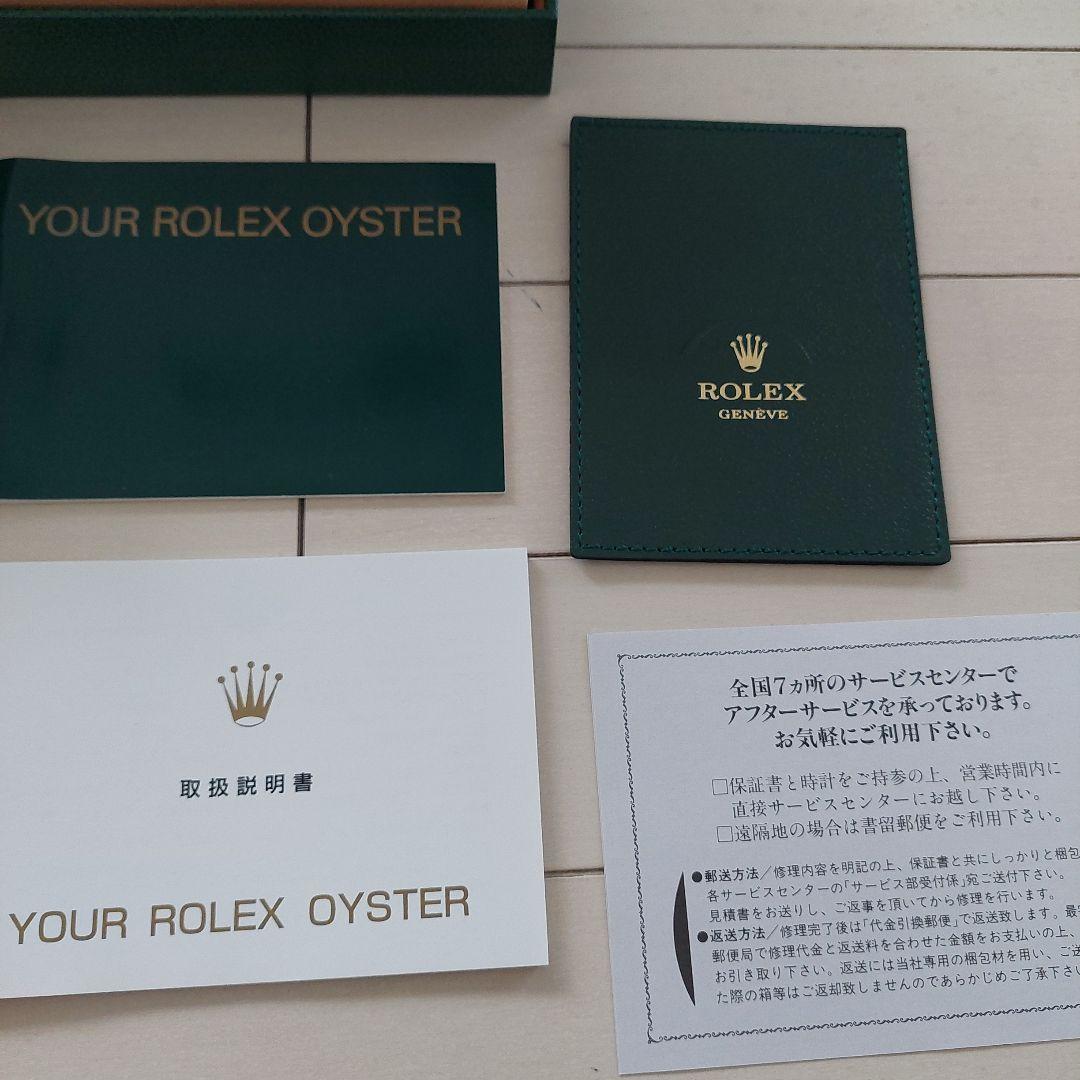 YOUR ROLEX OYSTER
ROLEX
GENÈVE
取扱説明書
YOUR ROLEX OYSTER
全国7ヵ所のサービスセンターで
アフターサービスを承っております。
お気軽にご利用下さい。
□保証書と時計をご持参の上、営業時間内に
直接サービスセンターにお越し下さい。
□遠隔地の場合は書留郵便をご利用下さい。
●郵送方法／修理内容を明記の上、保証書と共にしっかりと梱包
各サービスセンターの「サービス部受付係」宛ご送付下さい。
見積書をお送りし、ご返事を頂いてから修理を行います。
●返送方法／修理完了後は「代金引換郵便」で返送致します。最寄
郵便局で修理代金と返送料を合わせた金額をお支払いの上、
お引き取り下さい。返送には当社専用の梱包材を用い、ご送
た際の箱等はご返却致しませんのであらかじめご了承下さい